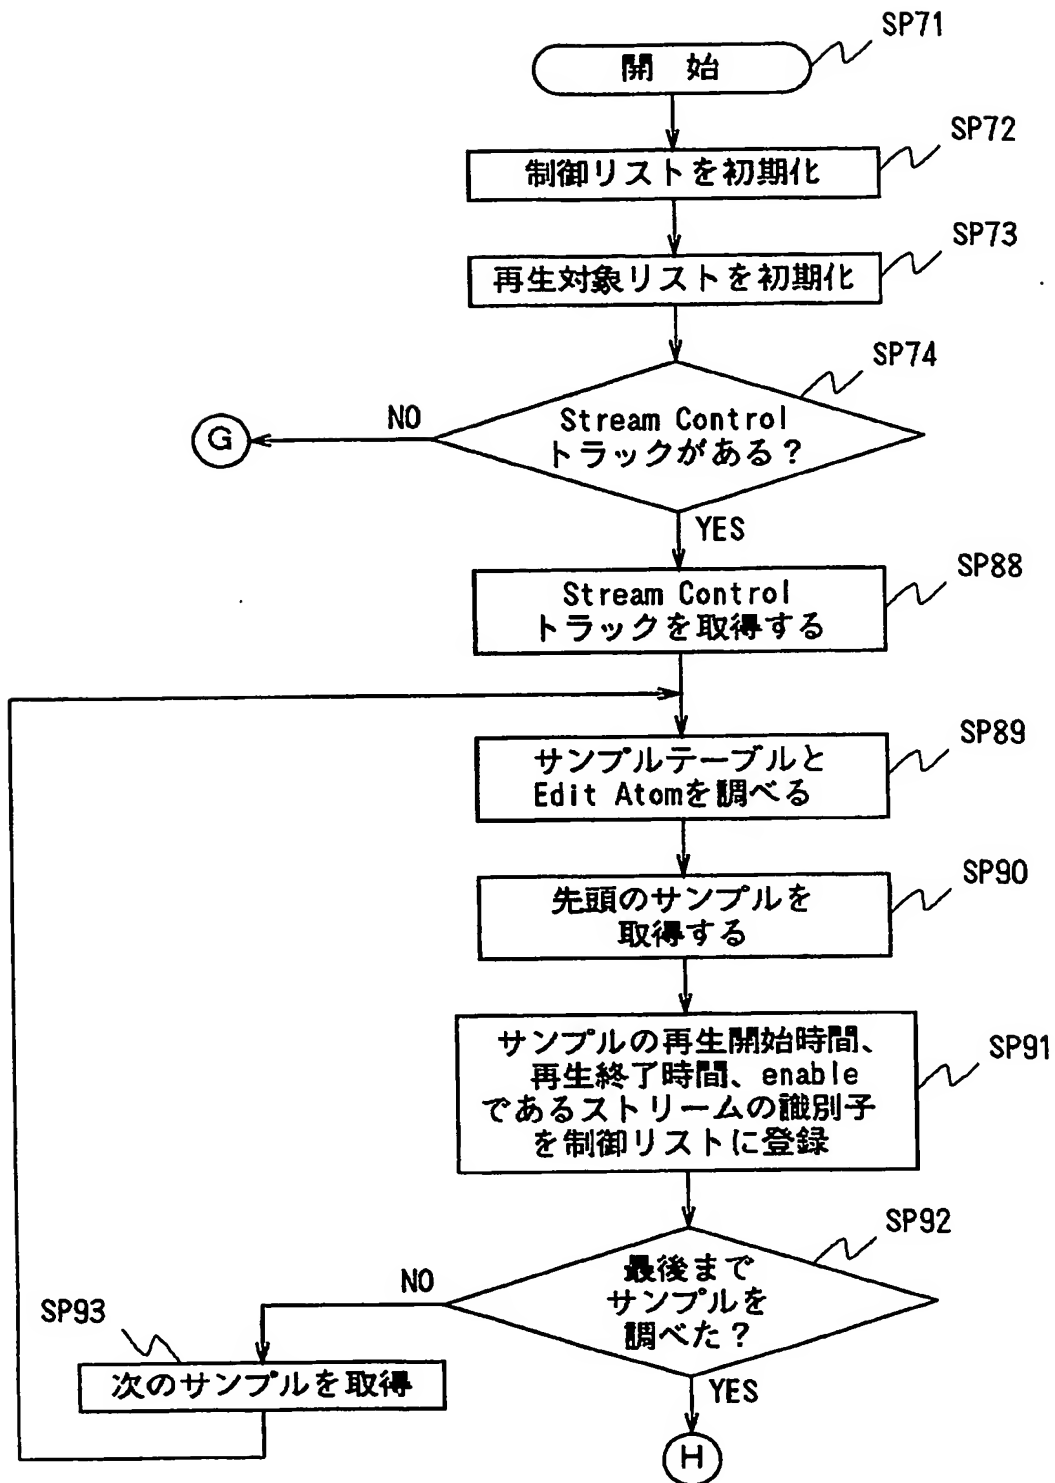 SP71
開 始
SP72
制御リストを初期化
SP73
再生対象リストを初期化
SP74
Stream Control
トラックがある?
NO
G
YES
SP88
Stream Control
トラックを取得する
SP89
サンプルテーブルと
Edit Atomを調べる
SP90
先頭のサンプルを
取得する
SP91
サンプルの再生開始時間、
再生終了時間、enable
であるストリームの識別子
を制御リストに登録
SP92
最後まで
サンプルを
調べた?
NO
SP93
次のサンプルを取得
YES
H